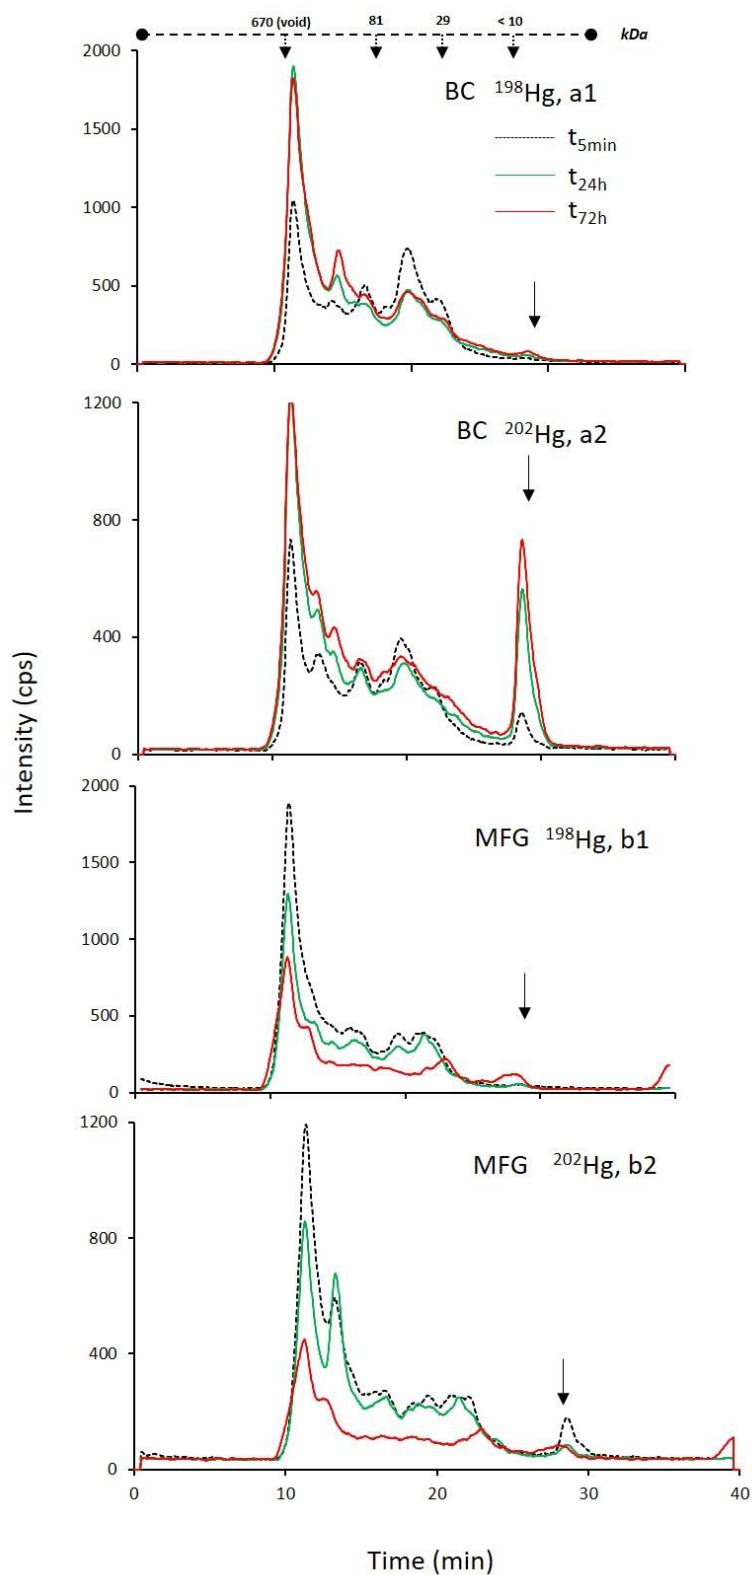 670 (void) 81 29 < 10 kDa
2000
BC ¹⁹⁸Hg, a1
1500
t5min
t24h
1000
t72h
500
0
1200
BC ²⁰²Hg, a2
800
400
0
Intensity (cps)
2000
MFG ¹⁹⁸Hg, b1
1500
1000
500
0
1200
MFG ²⁰²Hg, b2
800
400
0
0 10 20 30 40
Time (min)